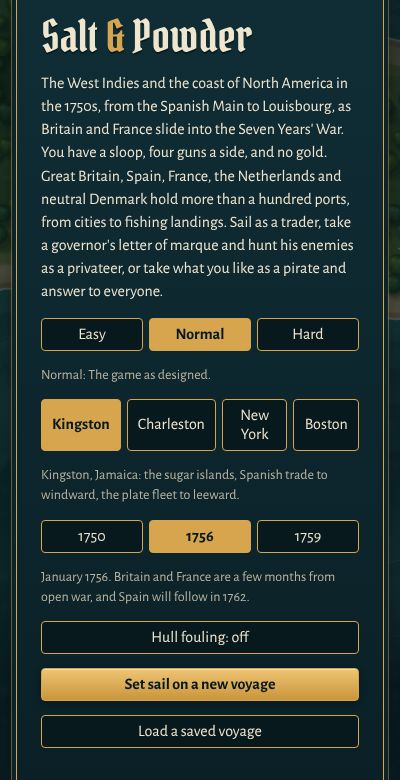 Salt & Powder
The West Indies and the coast of North America in
the 1750s, from the Spanish Main to Louisbourg, as
Britain and France slide into the Seven Years' War.
You have a sloop, four guns a side, and no gold.
Great Britain, Spain, France, the Netherlands and
neutral Denmark hold more than a hundred ports,
from cities to fishing landings. Sail as a trader, take
a governor's letter of marque and hunt his enemies
as a privateer, or take what you like as a pirate and
answer to everyone.
Easy Normal Hard
Normal: The game as designed.
Kingston Charleston New York Boston
Kingston, Jamaica: the sugar islands, Spanish trade to
windward, the plate fleet to leeward.
1750 1756 1759
January 1756. Britain and France are a few months from
open war, and Spain will follow in 1762.
Hull fouling: off
Set sail on a new voyage
Load a saved voyage